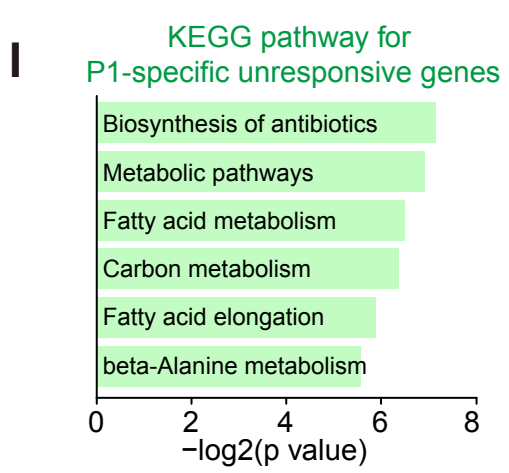 I
KEGG pathway for
P1-specific unresponsive genes
Biosynthesis of antibiotics
Metabolic pathways
Fatty acid metabolism
Carbon metabolism
Fatty acid elongation
beta-Alanine metabolism
0 2 4 6 8
−log2(p value)